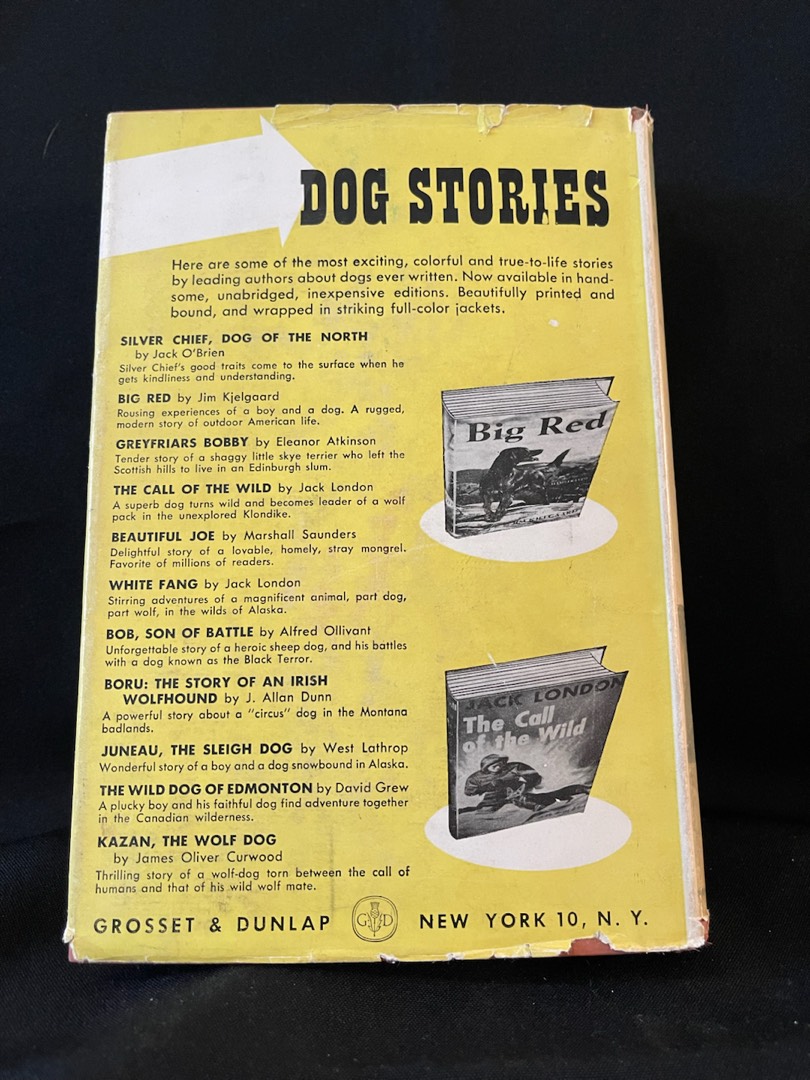 DOG STORIES
Here are some of the most exciting, colorful and true-to-life stories
by leading authors about dogs ever written. Now available in hand-
some, unabridged, inexpensive editions. Beautifully printed and
bound, and wrapped in striking full-color jackets.
SILVER CHIEF, DOG OF THE NORTH
by Jack O'Brien
Silver Chief's good traits come to the surface when he
gets kindliness and understanding.
BIG RED by Jim Kjelgaard
Rousing experiences of a boy and a dog. A rugged,
modern story of outdoor American life.
GREYFRIARS BOBBY by Eleanor Atkinson
Tender story of a shaggy little skye terrier who left the
Scottish hills to live in an Edinburgh slum.
THE CALL OF THE WILD by Jack London
A superb dog turns wild and becomes leader of a wolf
pack in the unexplored Klondike.
BEAUTIFUL JOE by Marshall Saunders
Delightful story of a lovable, homely, stray mongrel.
Favorite of millions of readers.
WHITE FANG by Jack London
Stirring adventures of a magnificent animal, part dog,
part wolf, in the wilds of Alaska.
BOB, SON OF BATTLE by Alfred Ollivant
Unforgettable story of a heroic sheep dog, and his battles
with a dog known as the Black Terror.
BORU: THE STORY OF AN IRISH
WOLFHOUND by J. Allan Dunn
A powerful story about a "circus" dog in the Montana
badlands.
JUNEAU, THE SLEIGH DOG by West Lathrop
Wonderful story of a boy and a dog snowbound in Alaska.
THE WILD DOG OF EDMONTON by David Grew
A plucky boy and his faithful dog find adventure together
in the Canadian wilderness.
KAZAN, THE WOLF DOG
by James Oliver Curwood
Thrilling story of a wolf-dog torn between the call of
humans and that of his wild wolf mate.
Big Red
JACK LONDON
The Call
of the Wild
GROSSET & DUNLAP G D NEW YORK 10, N. Y.